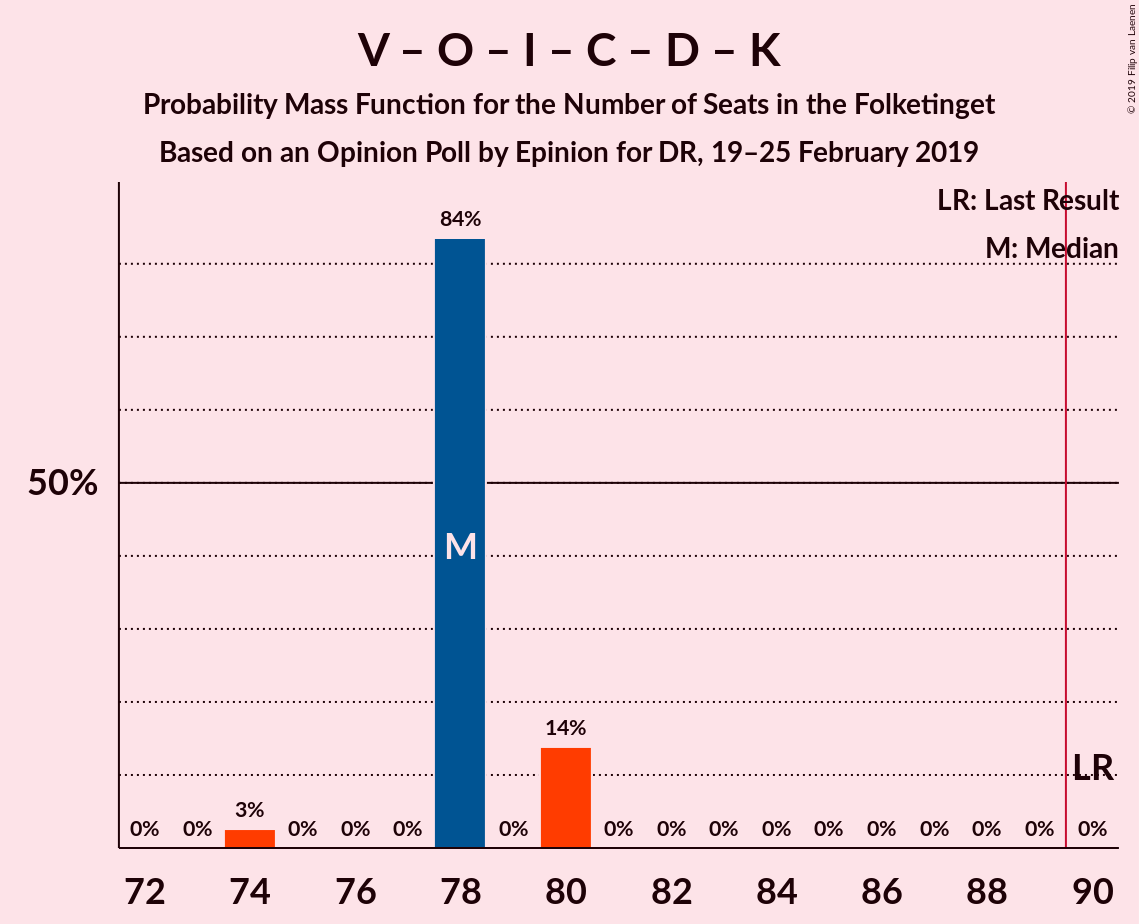 V – O – I – C – D – K
Probability Mass Function for the Number of Seats in the Folketinget
Based on an Opinion Poll by Epinion for DR, 19–25 February 2019
© 2019 Filip van Laenen
LR: Last Result
M: Median
84%
50%
M
14%
LR
3%
0% 0% 0% 0% 0% 0% 0% 0% 0% 0% 0% 0% 0% 0% 0% 0%
72 74 76 78 80 82 84 86 88 90